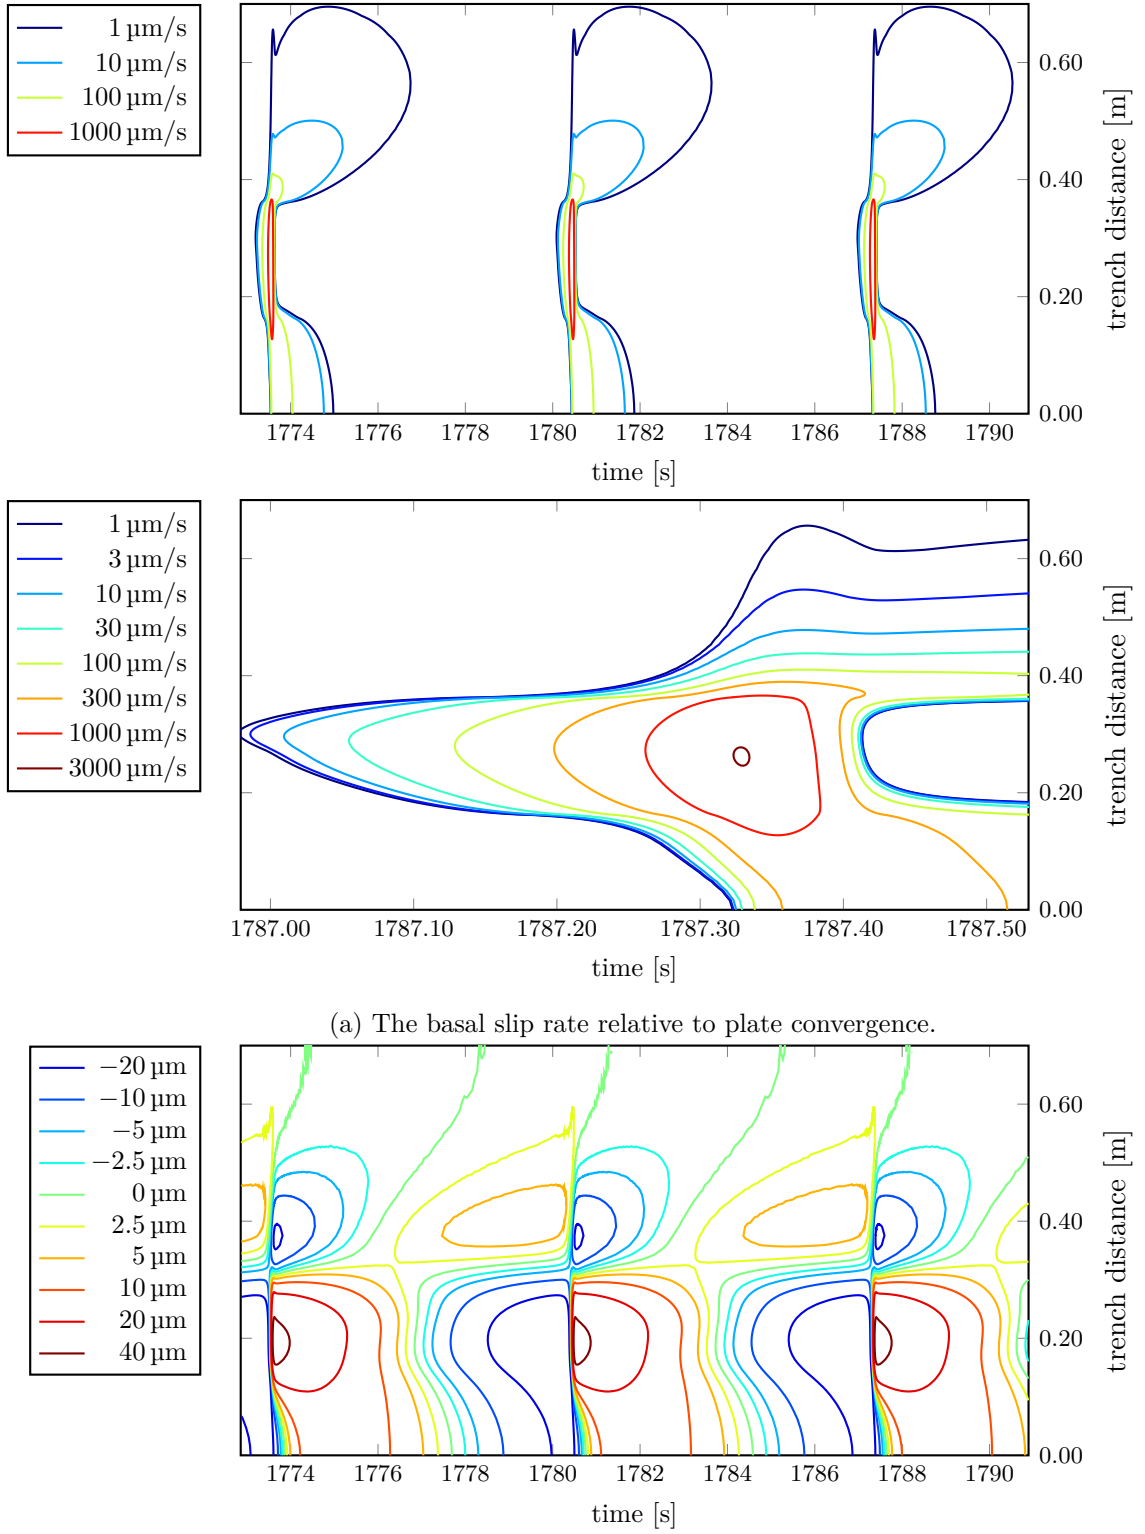 1 µm/s
10 µm/s
100 µm/s
1000 µm/s
0.60
0.40
0.20
0.00
trench distance [m]
1774 1776 1778 1780 1782 1784 1786 1788 1790
time [s]
1 µm/s
3 µm/s
10 µm/s
30 µm/s
100 µm/s
300 µm/s
1000 µm/s
3000 µm/s
0.60
0.40
0.20
0.00
trench distance [m]
1787.00 1787.10 1787.20 1787.30 1787.40 1787.50
time [s]
(a) The basal slip rate relative to plate convergence.
−20 µm
−10 µm
−5 µm
−2.5 µm
0 µm
2.5 µm
5 µm
10 µm
20 µm
40 µm
0.60
0.40
0.20
0.00
trench distance [m]
1774 1776 1778 1780 1782 1784 1786 1788 1790
time [s]